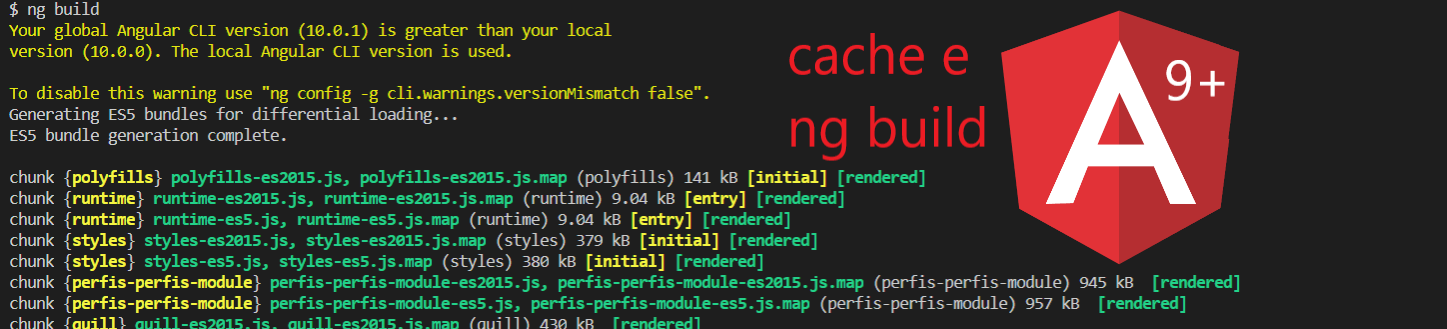 $ ng build
Your global Angular CLI version (10.0.1) is greater than your local
version (10.0.0). The local Angular CLI version is used.
To disable this warning use "ng config -g cli.warnings.versionMismatch false".
Generating ES5 bundles for differential loading...
ES5 bundle generation complete.
chunk {polyfills} polyfills-es2015.js, polyfills-es2015.js.map (polyfills) 141 kB [initial] [rendered]
chunk {runtime} runtime-es2015.js, runtime-es2015.js.map (runtime) 9.04 kB [entry] [rendered]
chunk {runtime} runtime-es5.js, runtime-es5.js.map (runtime) 9.04 kB [entry] [rendered]
chunk {styles} styles-es2015.js, styles-es2015.js.map (styles) 379 kB [initial] [rendered]
chunk {styles} styles-es5.js, styles-es5.js.map (styles) 380 kB [initial] [rendered]
chunk {perfis-perfis-module} perfis-perfis-module-es2015.js, perfis-perfis-module-es2015.js.map (perfis-perfis-module) 945 kB [rendered]
chunk {perfis-perfis-module} perfis-perfis-module-es5.js, perfis-perfis-module-es5.js.map (perfis-perfis-module) 957 kB [rendered]
chunk {quill} quill-es2015.js, quill-es2015.js.map (quill) 430 kB [rendered]
cache e
ng build
A
9+